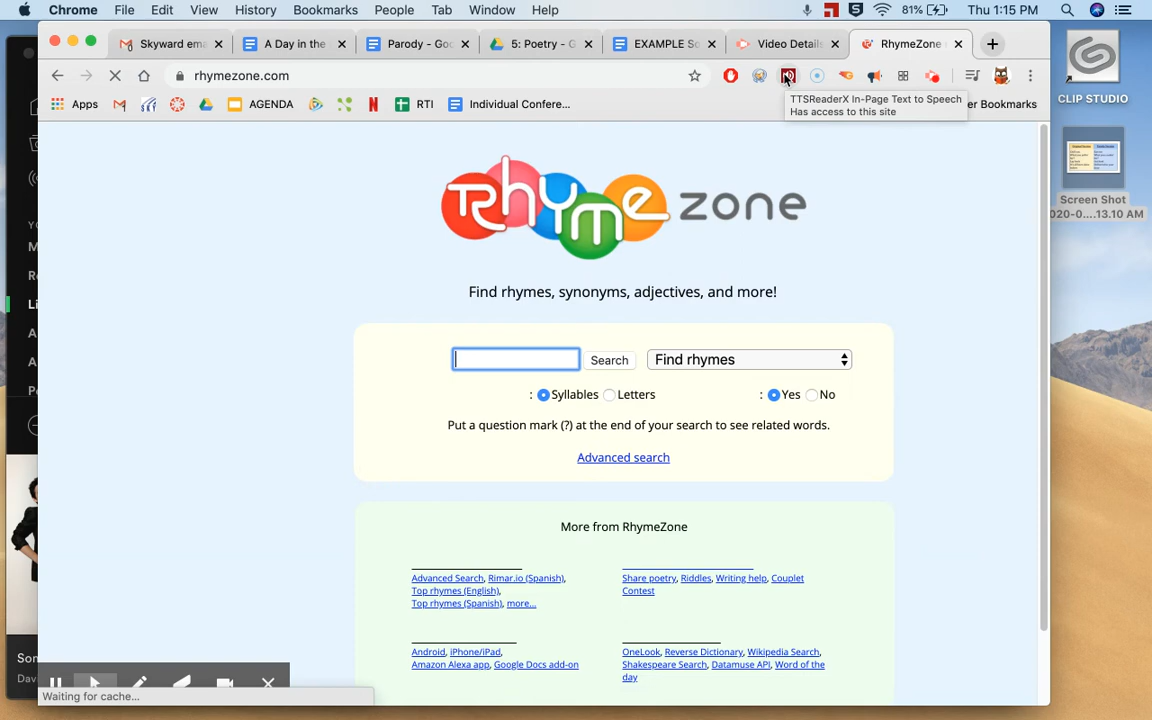 Chrome File Edit View History Bookmarks People Tab Window Help 81% Thu 1:15 PM
Skyward em A Day in the Parody - Goo 5: Poetry - G EXAMPLE So Video Details RhymeZone
rhymezone.com
TTSReaderX In-Page Text to Speech
Has access to this site
Apps AGENDA RTI Individual Confere... er Bookmarks
CLIP STUDIO
Rhyme zone
Screen Shot
2020-0....13.10 AM
Find rhymes, synonyms, adjectives, and more!
Search Find rhymes
: Syllables Letters : Yes No
Put a question mark (?) at the end of your search to see related words.
Advanced search
More from RhymeZone
Advanced Search, Rimar.io (Spanish),
Top rhymes (English),
Top rhymes (Spanish), more...
Share poetry, Riddles, Writing help, Couplet
Contest
Android, iPhone/iPad,
Amazon Alexa app, Google Docs add-on
OneLook, Reverse Dictionary, Wikipedia Search,
Shakespeare Search, Datamuse API, Word of the
day
Waiting for cache...